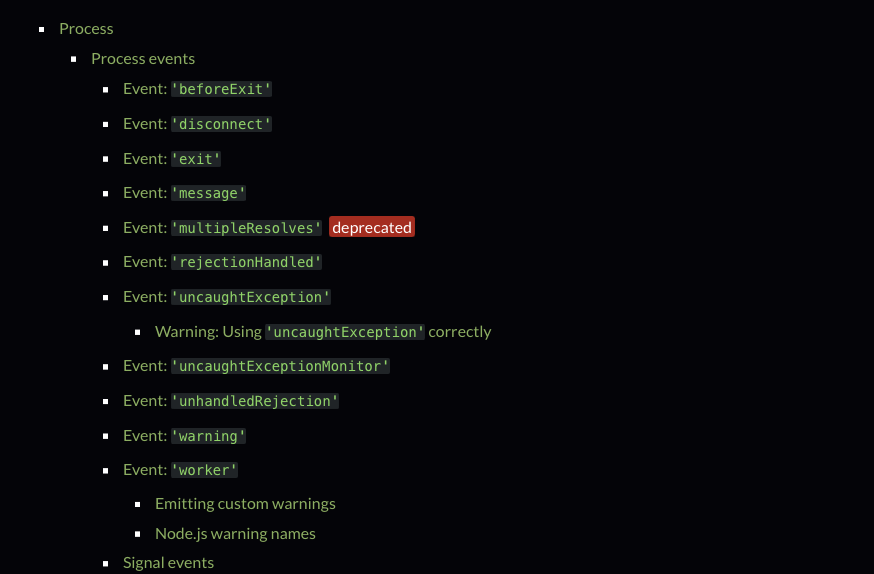 Process
Process events
Event: 'beforeExit'
Event: 'disconnect'
Event: 'exit'
Event: 'message'
Event: 'multipleResolves' deprecated
Event: 'rejectionHandled'
Event: 'uncaughtException'
Warning: Using 'uncaughtException' correctly
Event: 'uncaughtExceptionMonitor'
Event: 'unhandledRejection'
Event: 'warning'
Event: 'worker'
Emitting custom warnings
Node.js warning names
Signal events